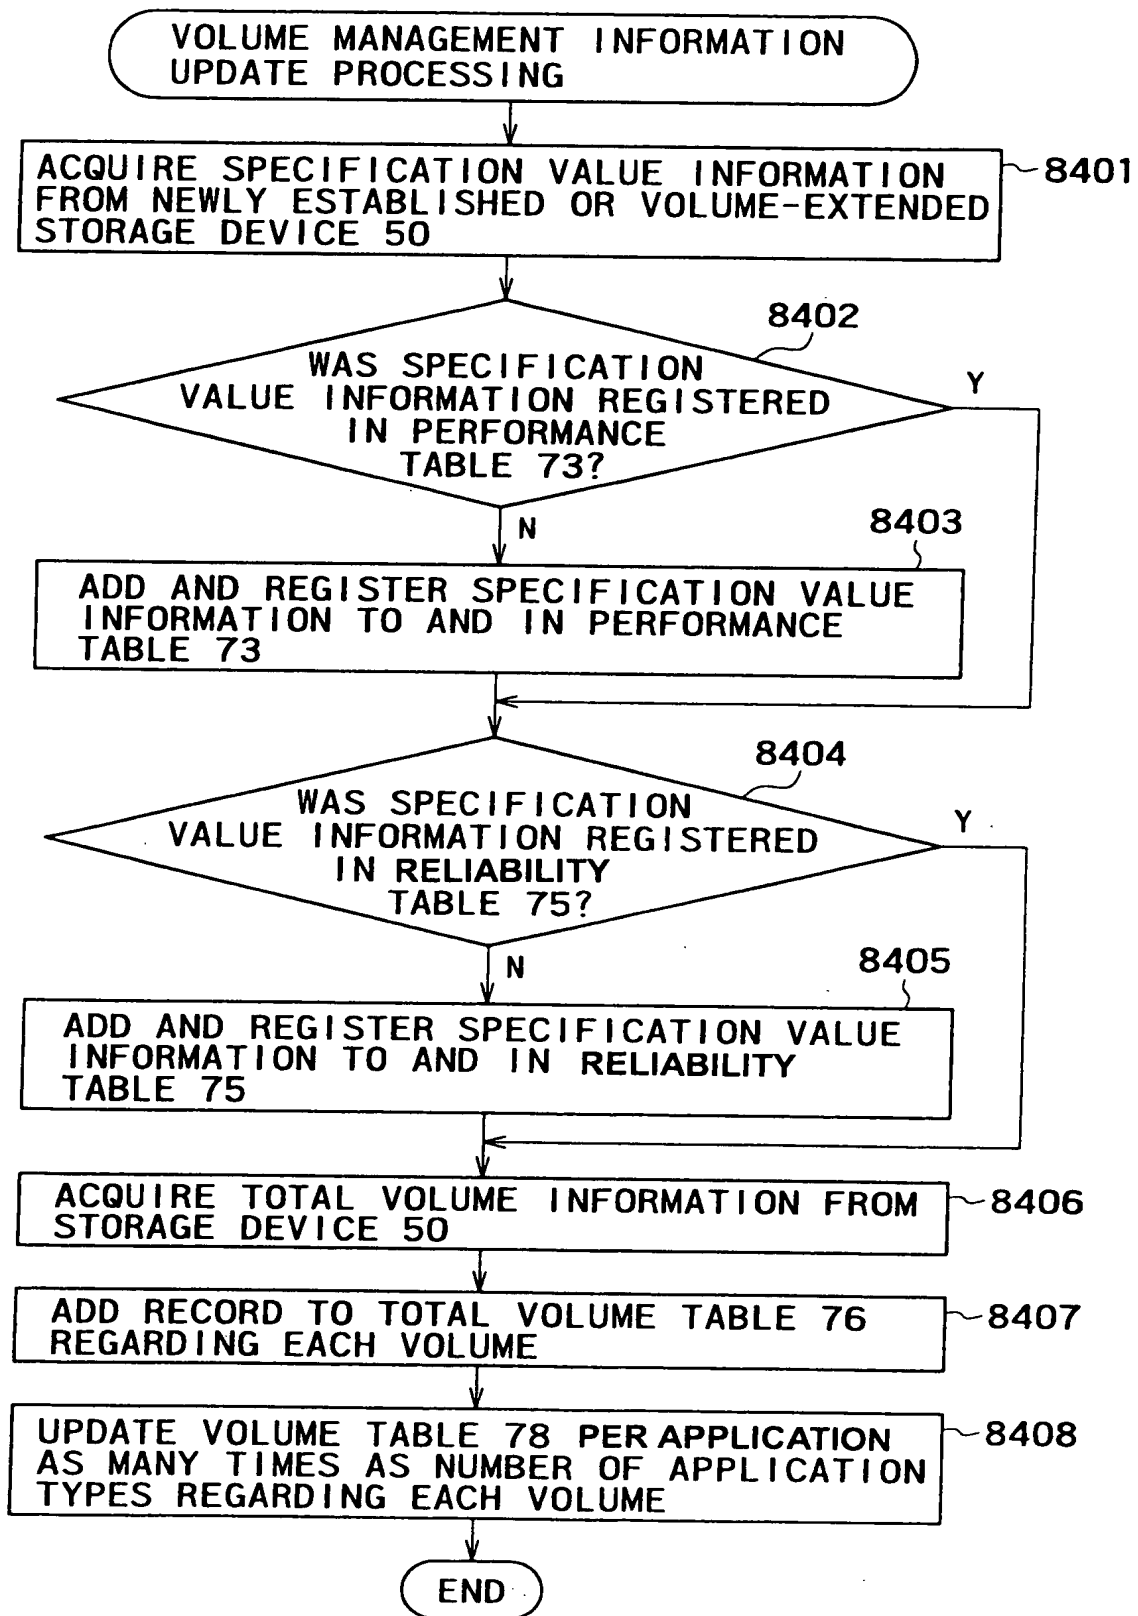 VOLUME MANAGEMENT INFORMATION
UPDATE PROCESSING
ACQUIRE SPECIFICATION VALUE INFORMATION
FROM NEWLY ESTABLISHED OR VOLUME-EXTENDED
STORAGE DEVICE 50
8401
8402
WAS SPECIFICATION
VALUE INFORMATION REGISTERED
IN PERFORMANCE
TABLE 73?
Y
N
8403
ADD AND REGISTER SPECIFICATION VALUE
INFORMATION TO AND IN PERFORMANCE
TABLE 73
8404
WAS SPECIFICATION
VALUE INFORMATION REGISTERED
IN RELIABILITY
TABLE 75?
Y
N
8405
ADD AND REGISTER SPECIFICATION VALUE
INFORMATION TO AND IN RELIABILITY
TABLE 75
ACQUIRE TOTAL VOLUME INFORMATION FROM
STORAGE DEVICE 50
8406
ADD RECORD TO TOTAL VOLUME TABLE 76
REGARDING EACH VOLUME
8407
UPDATE VOLUME TABLE 78 PER APPLICATION
AS MANY TIMES AS NUMBER OF APPLICATION
TYPES REGARDING EACH VOLUME
8408
END